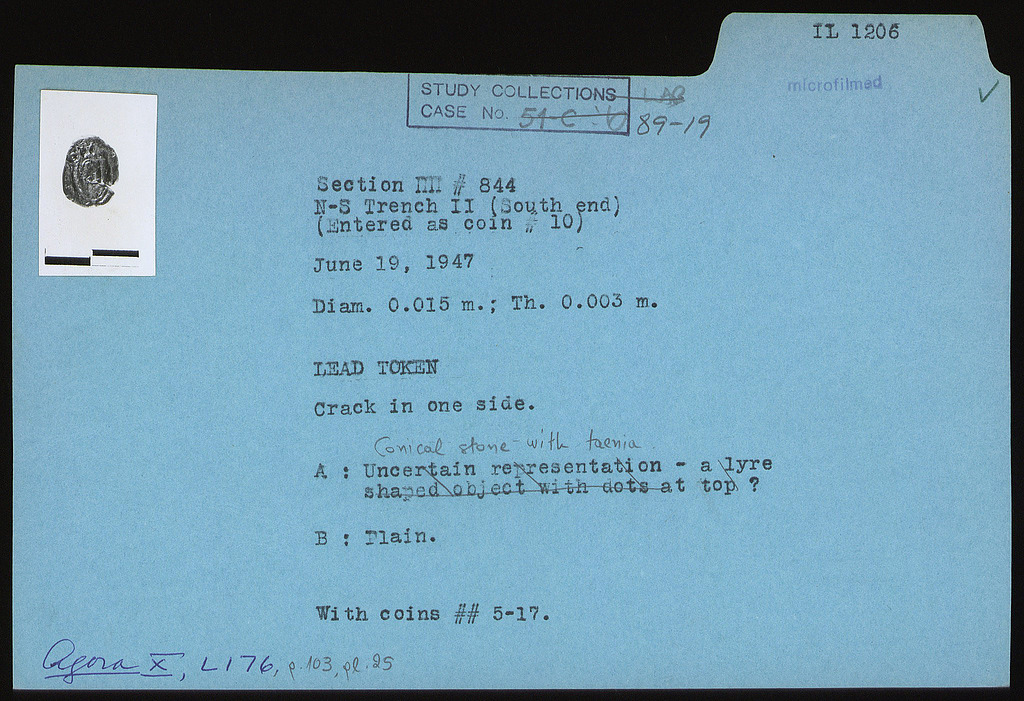 IL 1206
microfilmed
STUDY COLLECTIONS LAB
CASE No. 51-C 89-19
Section # 844
N-S Trench II (South end)
(Entered as coin # 10)
June 19, 1947
Diam. 0.015 m.; Th. 0.003 m.
LEAD TOKEN
Crack in one side.
Conical stone with taenia.
A : Uncertain representation - a lyre
shaped object with dots at top ?
B : Plain.
With coins ## 5-17.
Agora X, L176, p.103, pl.25